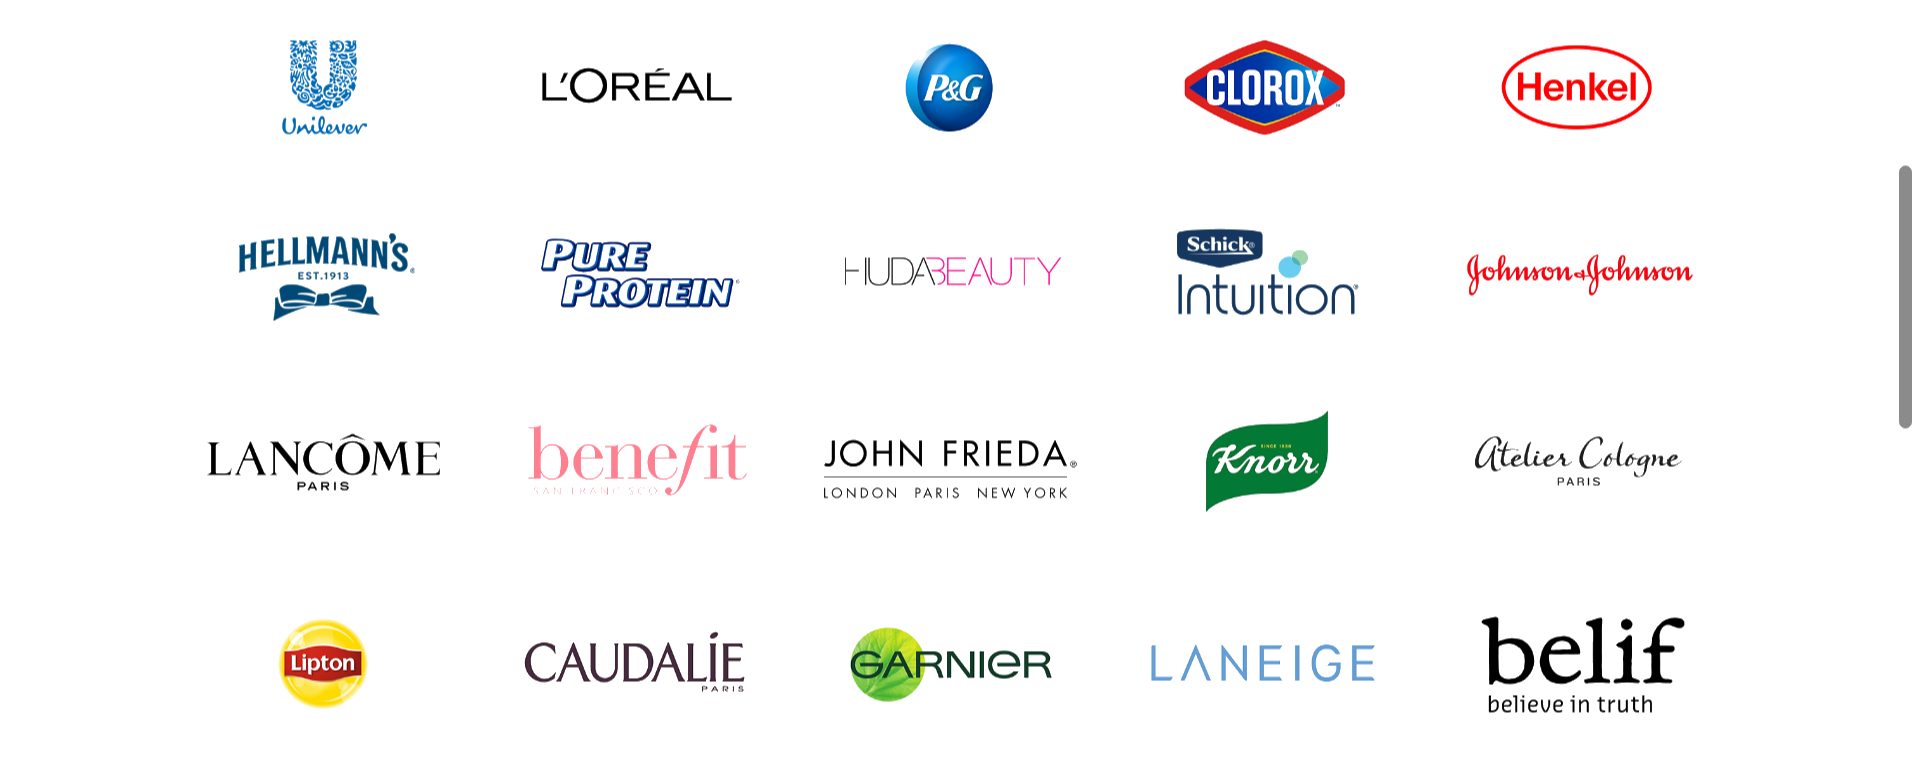 Unilever
L'ORÉAL
P&G
CLOROX
Henkel
HELLMANN'S
EST.1913
PURE
PROTEIN
HUDABEAUTY
Schick
Intuition
Johnson & Johnson
LANCÔME
PARIS
benefit
SAN FRANCISCO
JOHN FRIEDA
LONDON PARIS NEW YORK
SINCE 1838
Knorr
Atelier Cologne
PARIS
Lipton
CAUDALÍE
PARIS
GARNIER
LANEIGE
belif
believe in truth